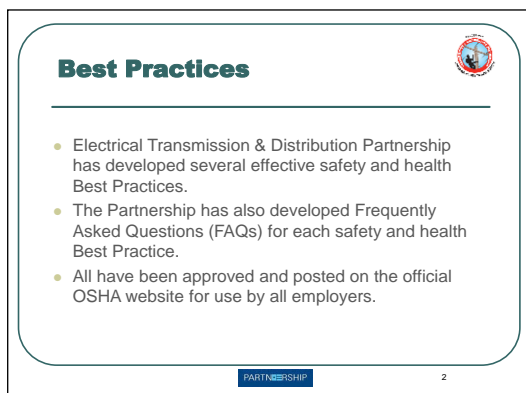 Best Practices
Electrical Transmission & Distribution Partnership
has developed several effective safety and health
Best Practices.
The Partnership has also developed Frequently
Asked Questions (FAQs) for each safety and health
Best Practice.
All have been approved and posted on the official
OSHA website for use by all employers.
PARTNERSHIP
2